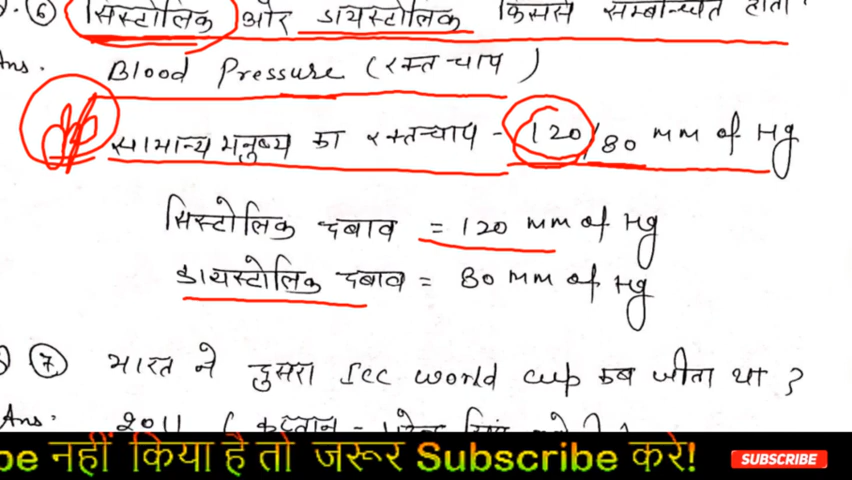 Q. ⑥ सिस्टोलिक और डायस्टोलिक किससे सम्बन्धित होता
Ans. Blood Pressure (रक्त चाप)
सामान्य मनुष्य का रक्तचाप - 120/80 mm of Hg
सिस्टोलिक दबाव = 120 mm of Hg
डायस्टोलिक दबाव = 80 mm of Hg
⑦ भारत ने दुसरा Icc world cup कब जीता था ?
Ans. 2011 ( कप्तान -
be नहीं किया है तो जरूर Subscribe करे! SUBSCRIBE